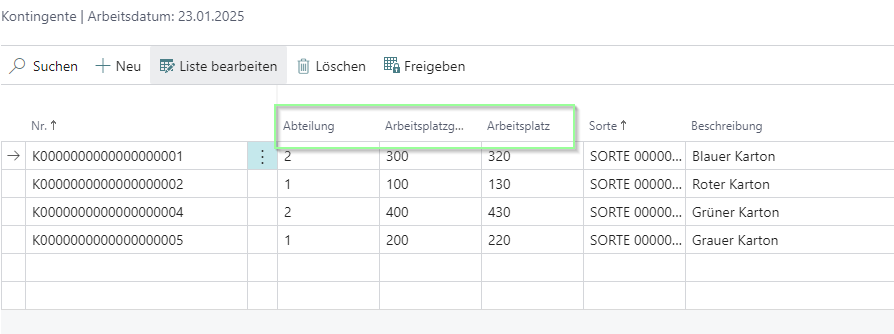 Kontingente | Arbeitsdatum: 23.01.2025
Suchen Neu Liste bearbeiten Löschen Freigeben
Nr. ↑ Abteilung Arbeitsplatzg... Arbeitsplatz Sorte ↑ Beschreibung
K0000000000000000001 2 300 320 SORTE 00000... Blauer Karton
K0000000000000000002 1 100 130 SORTE 00000... Roter Karton
K0000000000000000004 2 400 430 SORTE 00000... Grüner Karton
K0000000000000000005 1 200 220 SORTE 00000... Grauer Karton